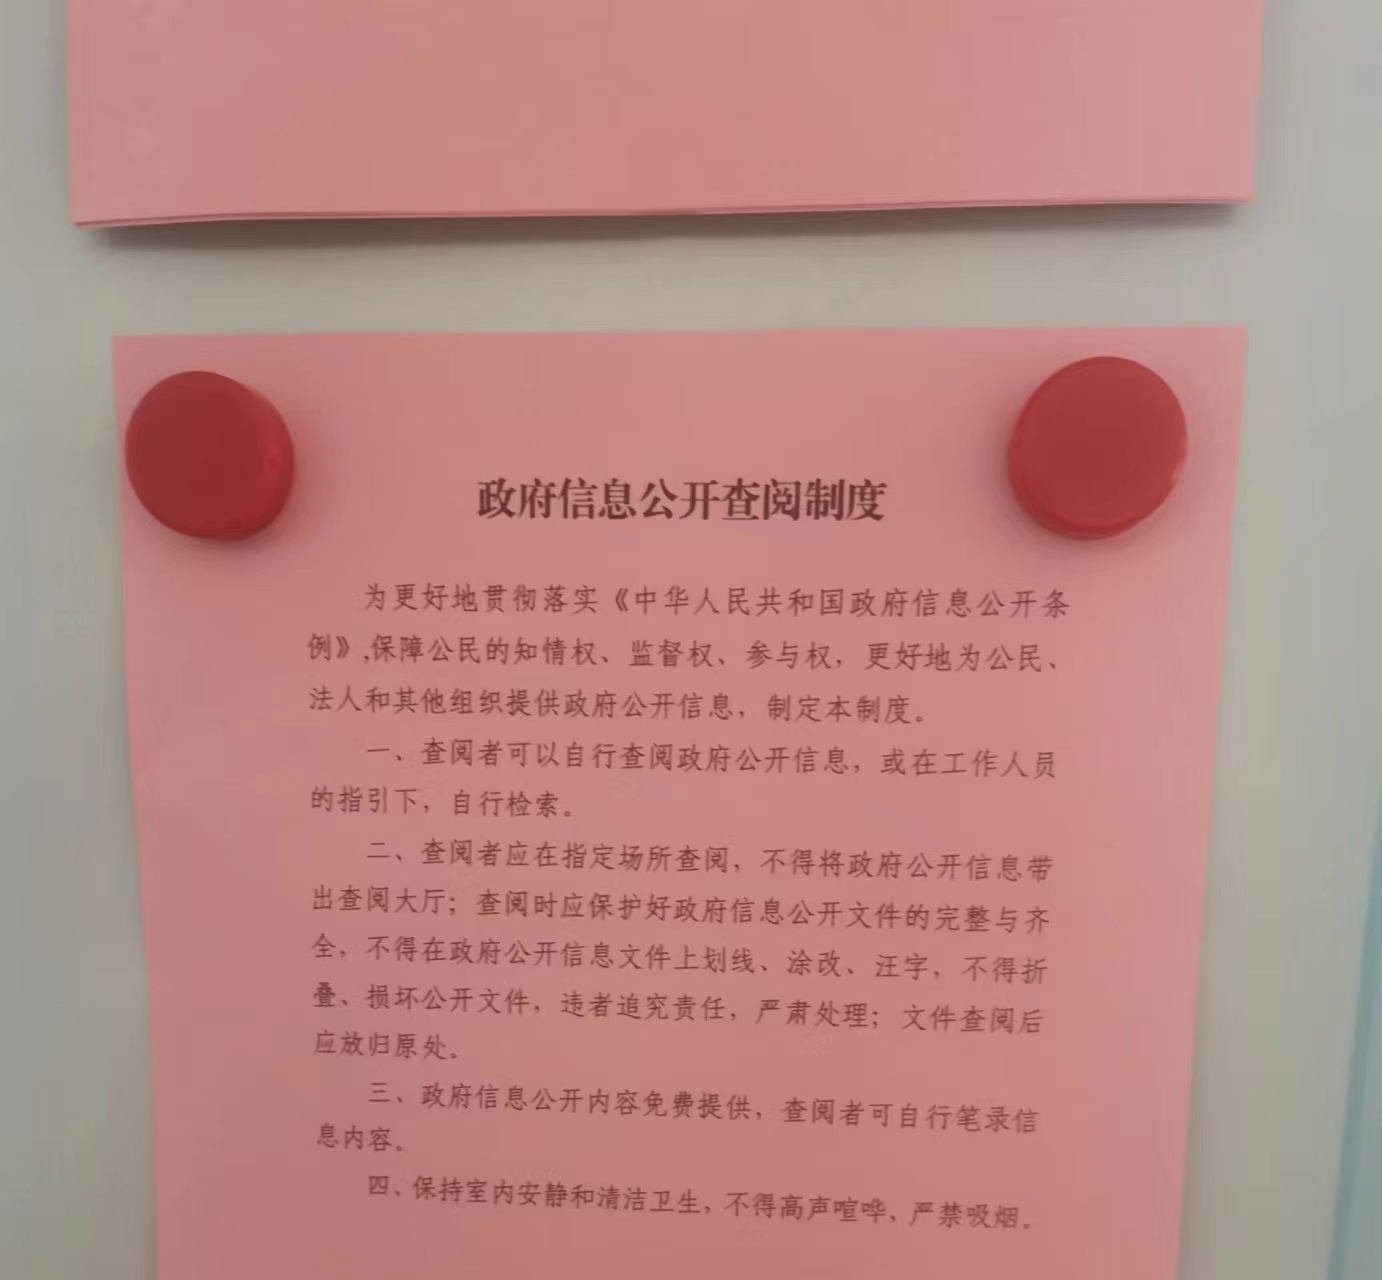 政府信息公开查阅制度
为更好地贯彻落实《中华人民共和国政府信息公开条
例》,保障公民的知情权、监督权、参与权，更好地为公民、
法人和其他组织提供政府公开信息，制定本制度。
一、查阅者可以自行查阅政府公开信息，或在工作人员
的指引下，自行检索。
二、查阅者应在指定场所查阅，不得将政府公开信息带
出查阅大厅；查阅时应保护好政府信息公开文件的完整与齐
全，不得在政府公开信息文件上划线、涂改、汪字，不得折
叠、损坏公开文件，违者追究责任，严肃处理；文件查阅后
应放归原处。
三、政府信息公开内容免费提供，查阅者可自行笔录信
息内容。
四、保持室内安静和清洁卫生，不得高声喧哗，严禁吸烟。